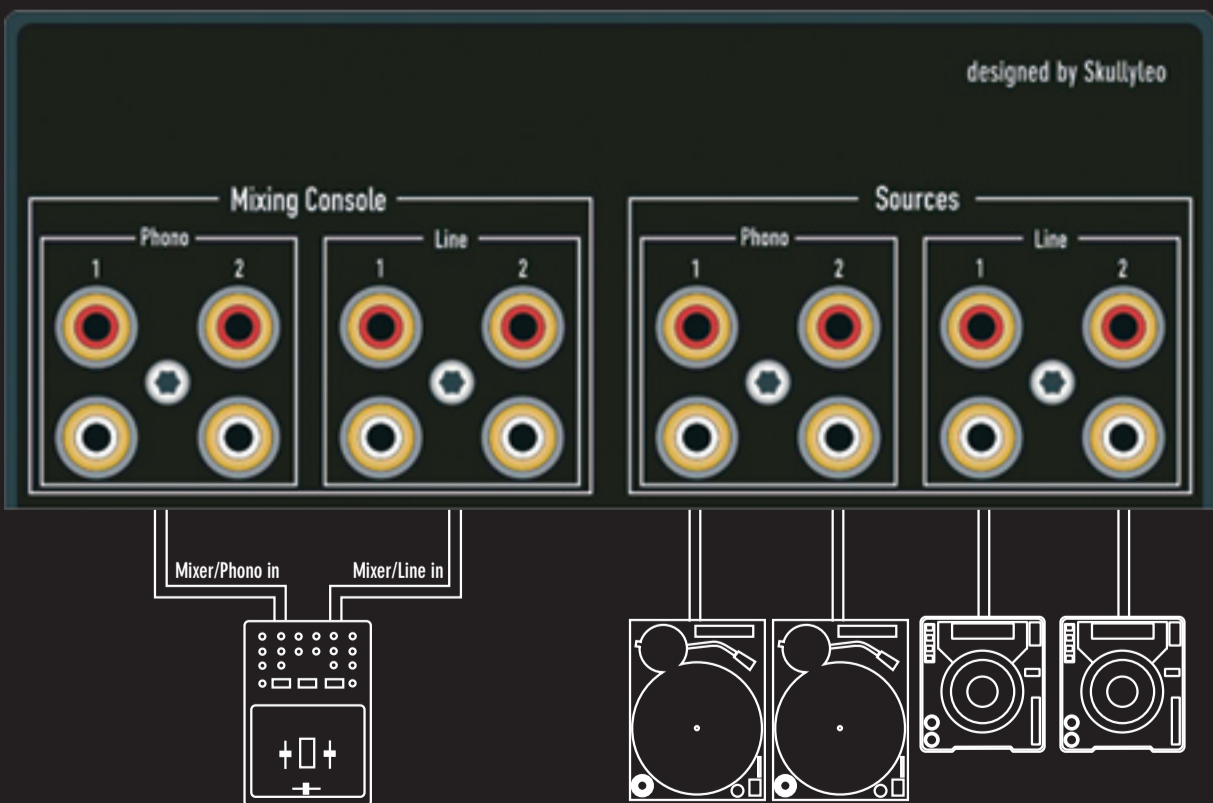 designed by Skullyleo
Mixing Console
Sources
Phono
Line
Phono
Line
1 2 1 2 1 2 1 2
Mixer/Phono in
Mixer/Line in